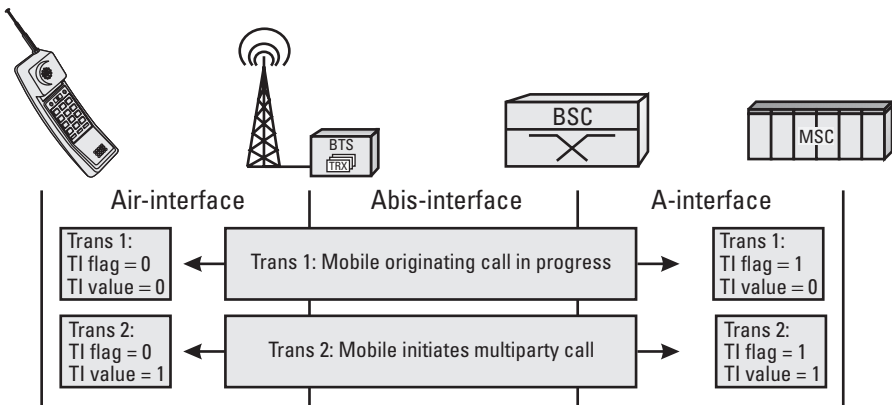 BTS
TRX
BSC
MSC
Air-interface
Abis-interface
A-interface
Trans 1:
TI flag = 0
TI value = 0
Trans 1: Mobile originating call in progress
Trans 1:
TI flag = 1
TI value = 0
Trans 2:
TI flag = 0
TI value = 1
Trans 2: Mobile initiates multiparty call
Trans 2:
TI flag = 1
TI value = 1